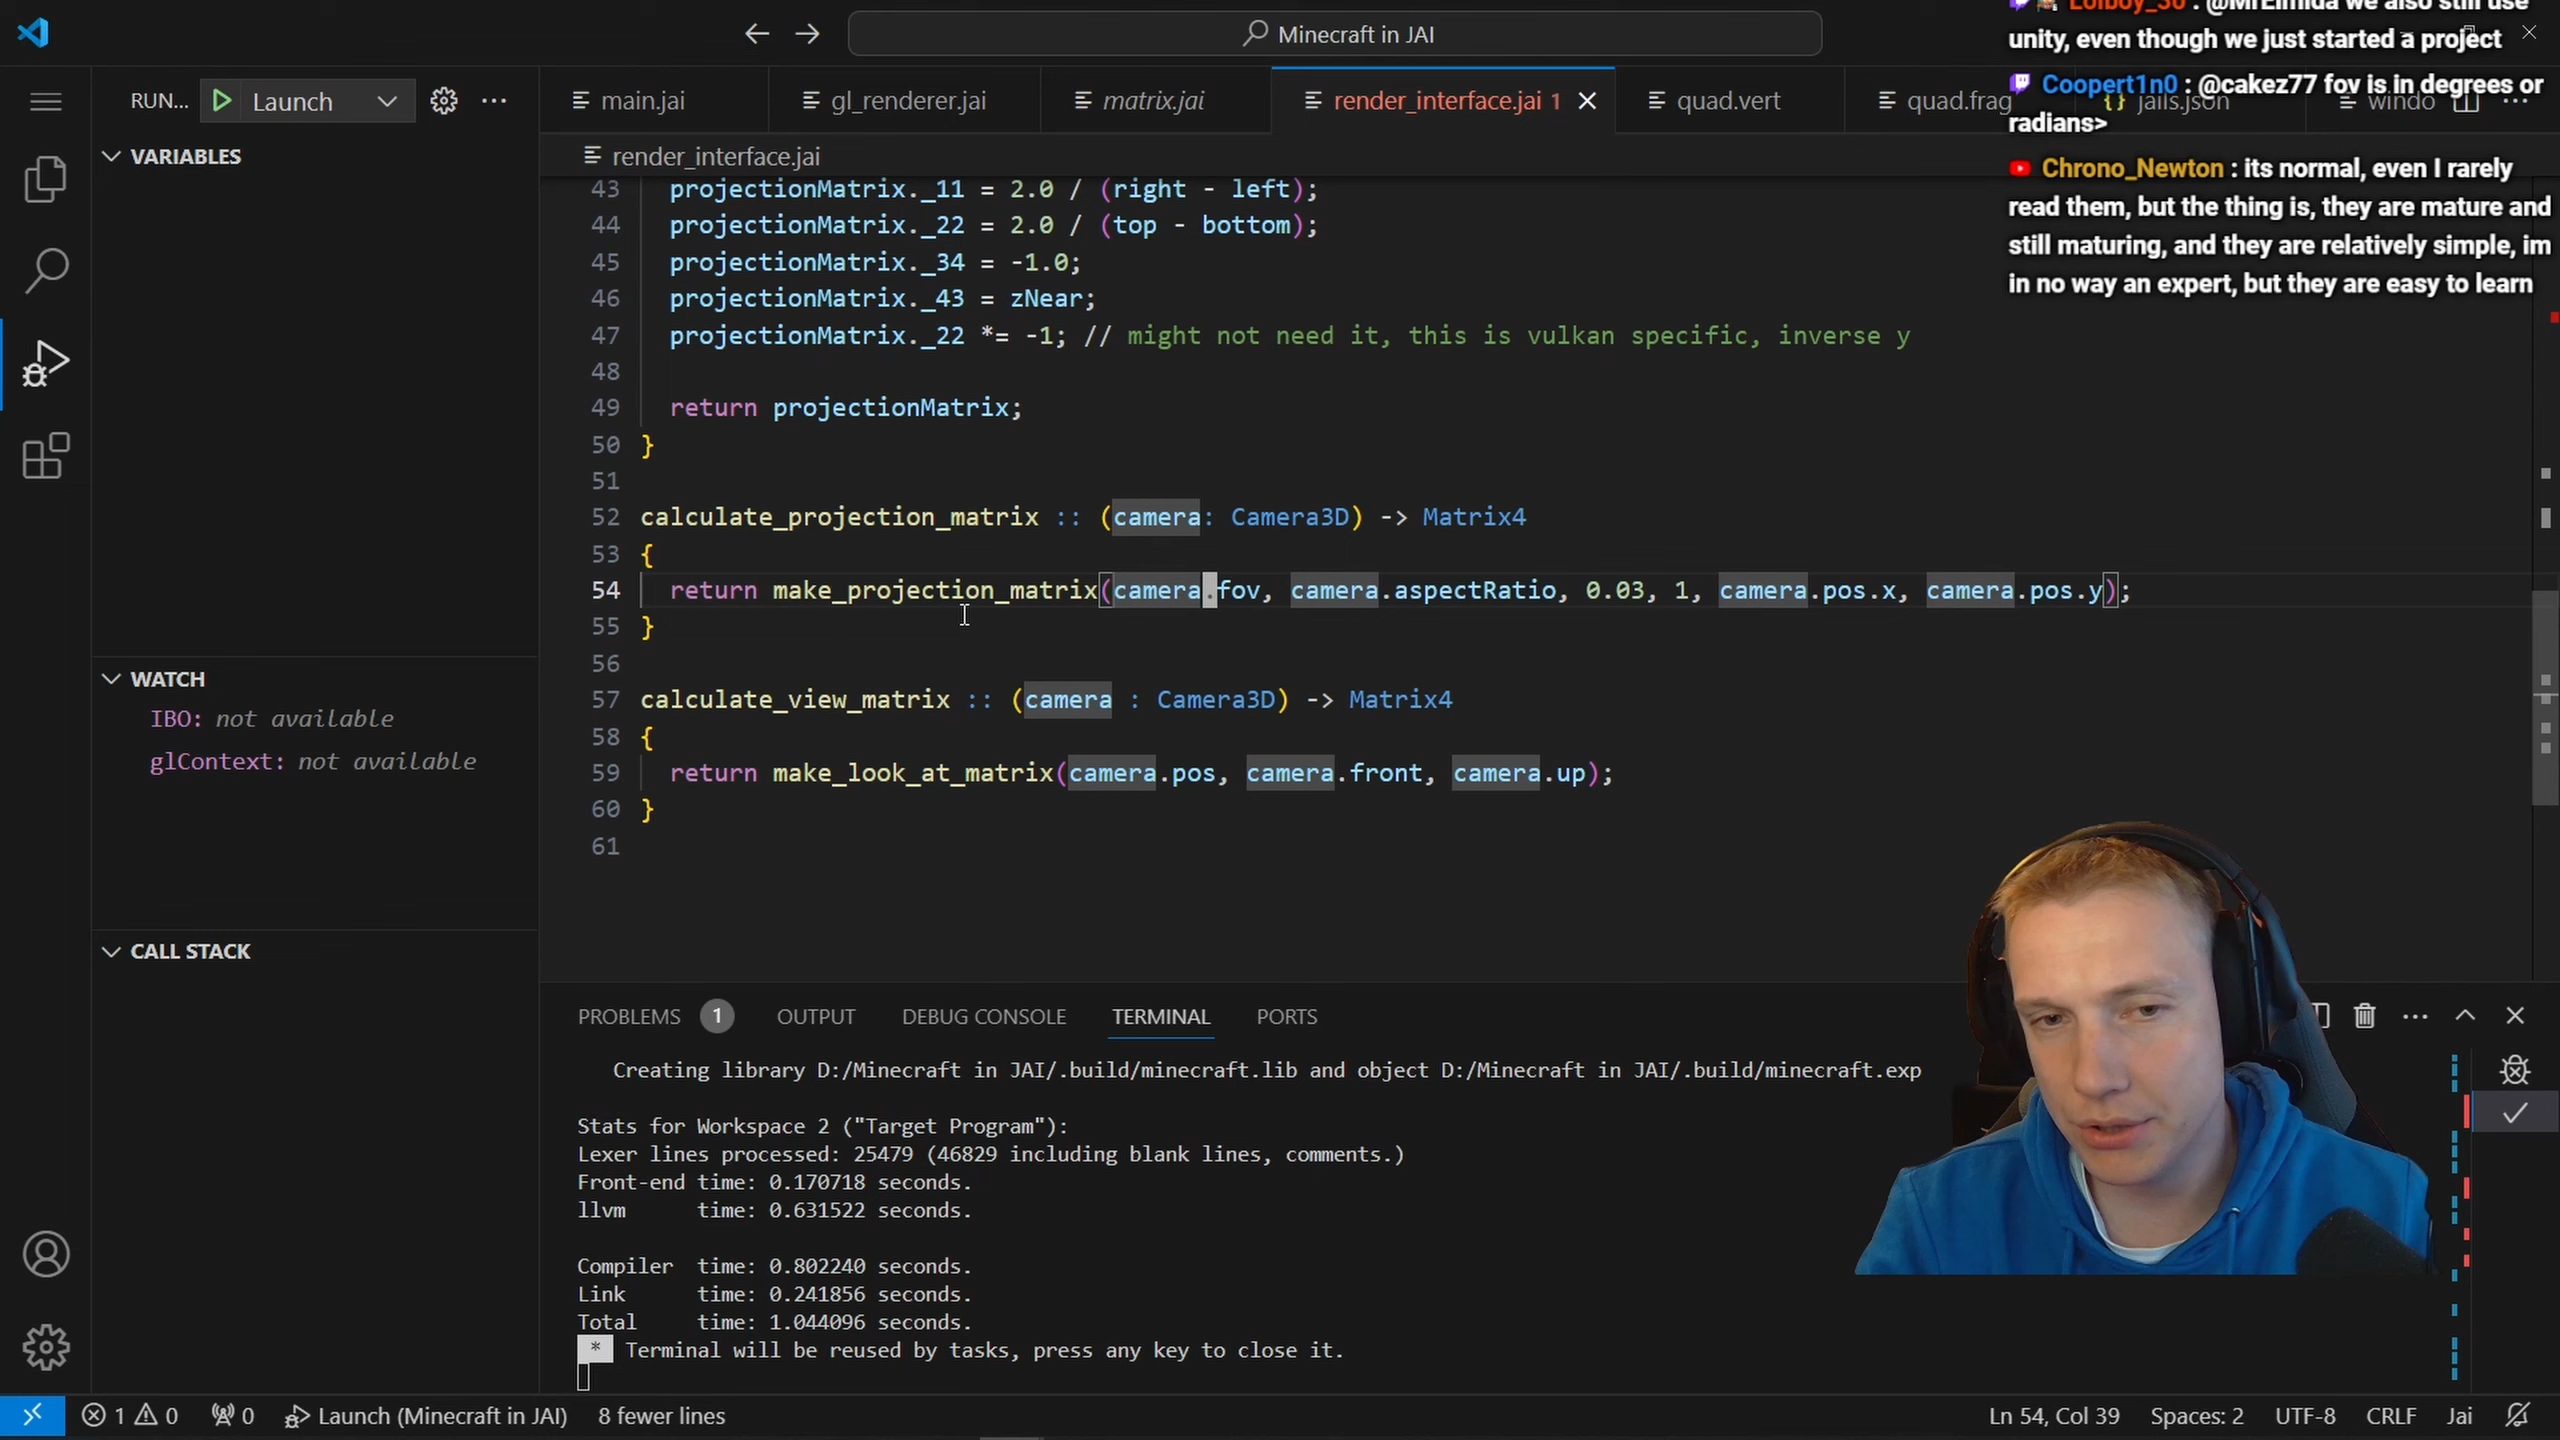 Minecraft in JAI
Lolboy_30 : @MrElmida we also still use
unity, even though we just started a project
Coopert1n0 : @cakez77 fov is in degrees or
radians>
Chrono_Newton : its normal, even I rarely
read them, but the thing is, they are mature and
still maturing, and they are relatively simple, im
in no way an expert, but they are easy to learn
RUN... Launch
main.jai
gl_renderer.jai
matrix.jai
render_interface.jai 1
quad.vert
quad.frag
jails.json
windo
render_interface.jai
VARIABLES
WATCH
IBO: not available
glContext: not available
CALL STACK
43 projectionMatrix._11 = 2.0 / (right - left);
44 projectionMatrix._22 = 2.0 / (top - bottom);
45 projectionMatrix._34 = -1.0;
46 projectionMatrix._43 = zNear;
47 projectionMatrix._22 *= -1; // might not need it, this is vulkan specific, inverse y
48
49 return projectionMatrix;
50 }
51
52 calculate_projection_matrix :: (camera: Camera3D) -> Matrix4
53 {
54 return make_projection_matrix(camera.fov, camera.aspectRatio, 0.03, 1, camera.pos.x, camera.pos.y);
55 }
56
57 calculate_view_matrix :: (camera : Camera3D) -> Matrix4
58 {
59 return make_look_at_matrix(camera.pos, camera.front, camera.up);
60 }
61
PROBLEMS 1 OUTPUT DEBUG CONSOLE TERMINAL PORTS
Creating library D:/Minecraft in JAI/.build/minecraft.lib and object D:/Minecraft in JAI/.build/minecraft.exp
Stats for Workspace 2 ("Target Program"):
Lexer lines processed: 25479 (46829 including blank lines, comments.)
Front-end time: 0.170718 seconds.
llvm time: 0.631522 seconds.
Compiler time: 0.802240 seconds.
Link time: 0.241856 seconds.
Total time: 1.044096 seconds.
* Terminal will be reused by tasks, press any key to close it.
1 0 0 Launch (Minecraft in JAI) 8 fewer lines Ln 54, Col 39 Spaces: 2 UTF-8 CRLF Jai